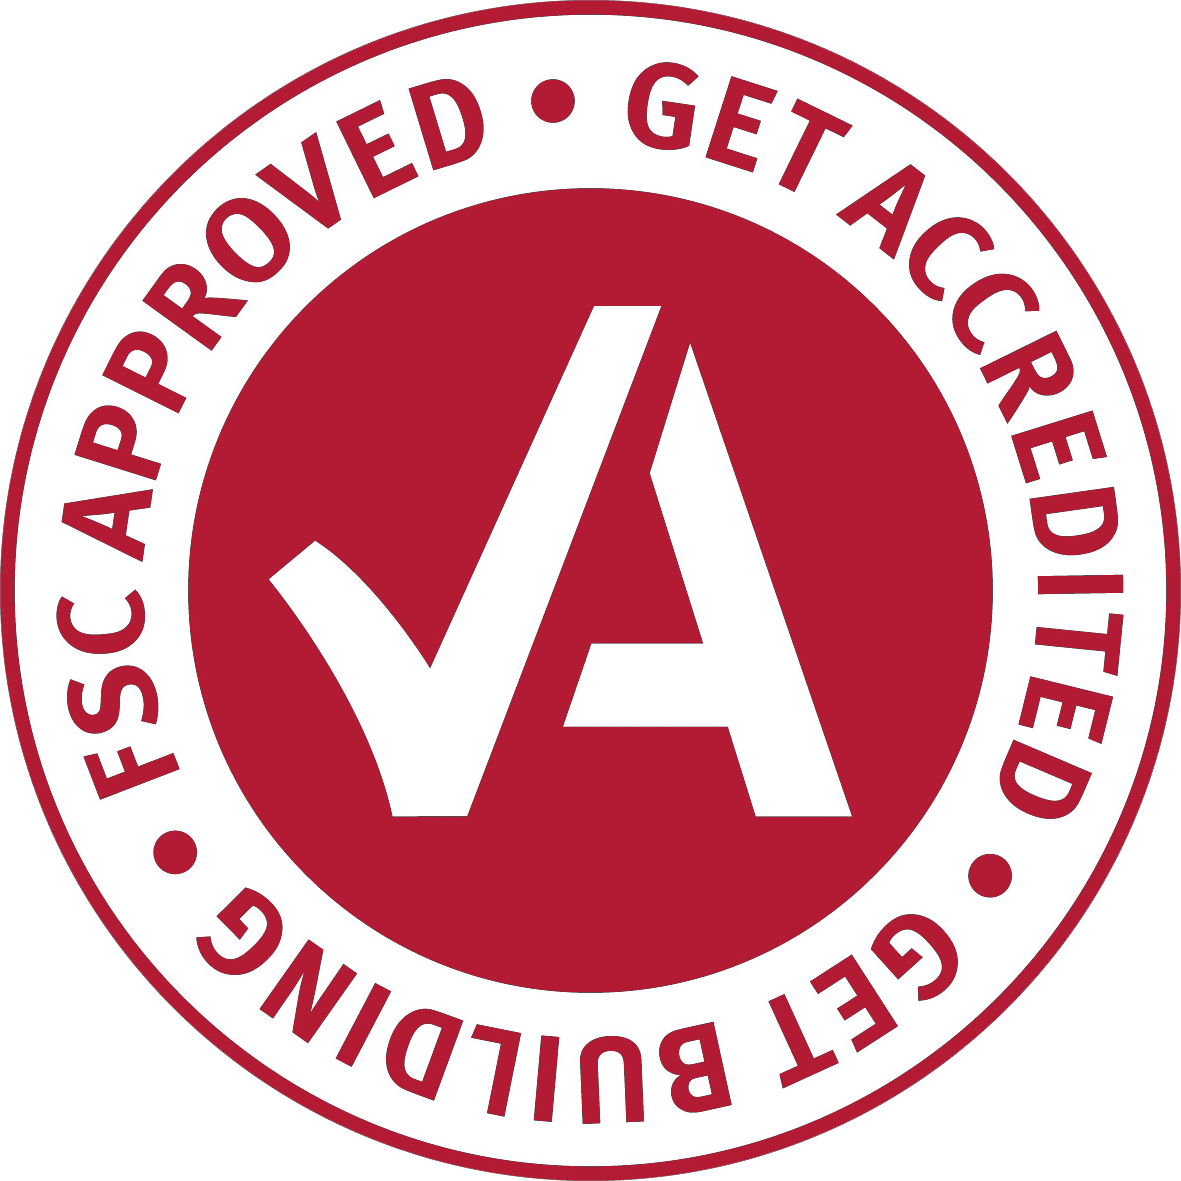 FSC APPROVED • GET ACCREDITED • GET BUILDING •